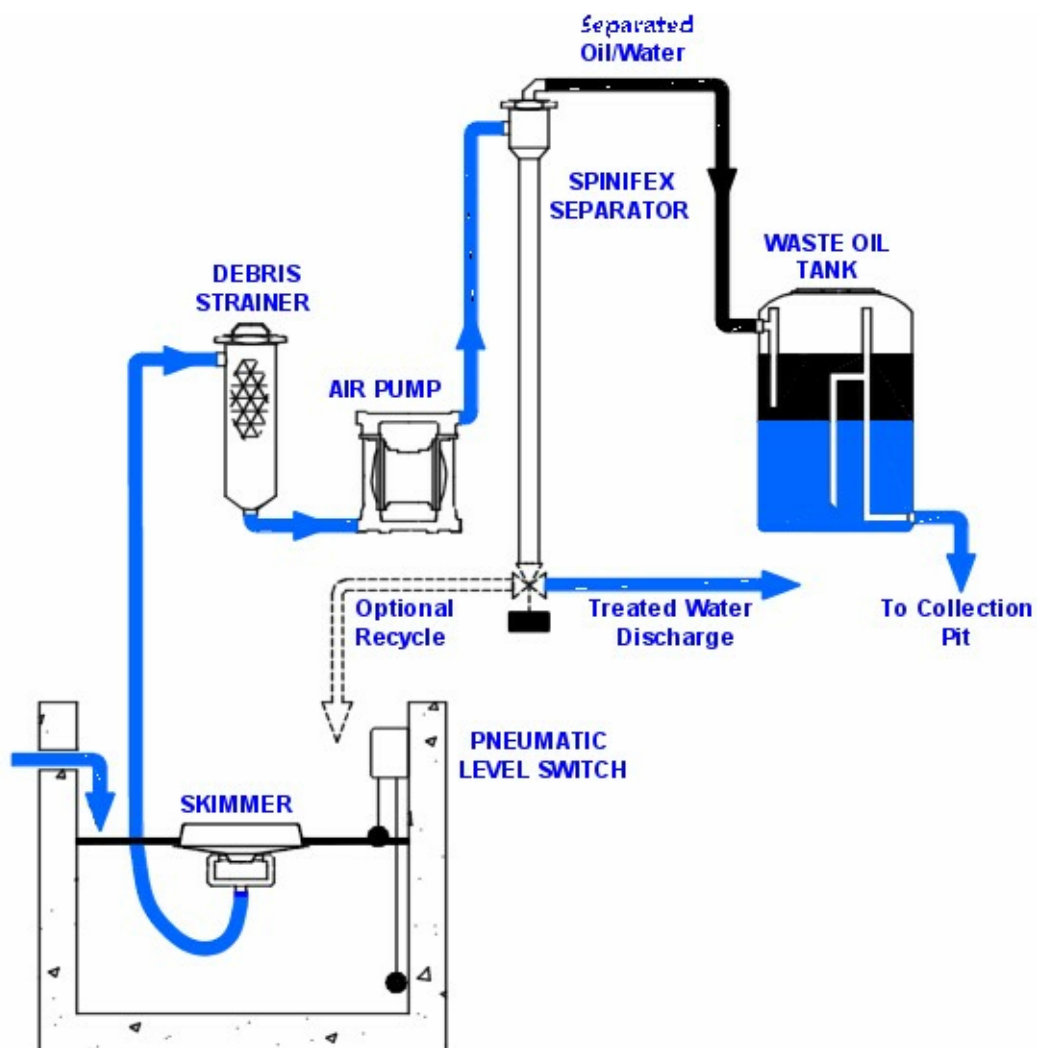 Separated
Oil/Water
SPINIFEX
SEPARATOR
WASTE OIL
TANK
DEBRIS
STRAINER
AIR PUMP
Optional
Recycle
Treated Water
Discharge
To Collection
Pit
PNEUMATIC
LEVEL SWITCH
SKIMMER